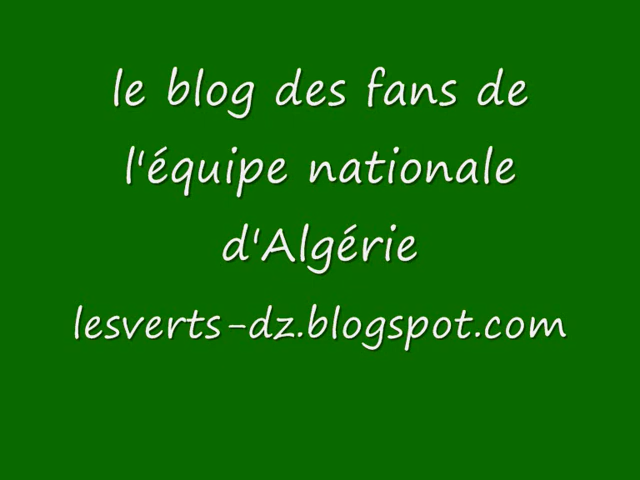 le blog des fans de
l'équipe nationale
d'Algérie
lesverts-dz.blogspot.com